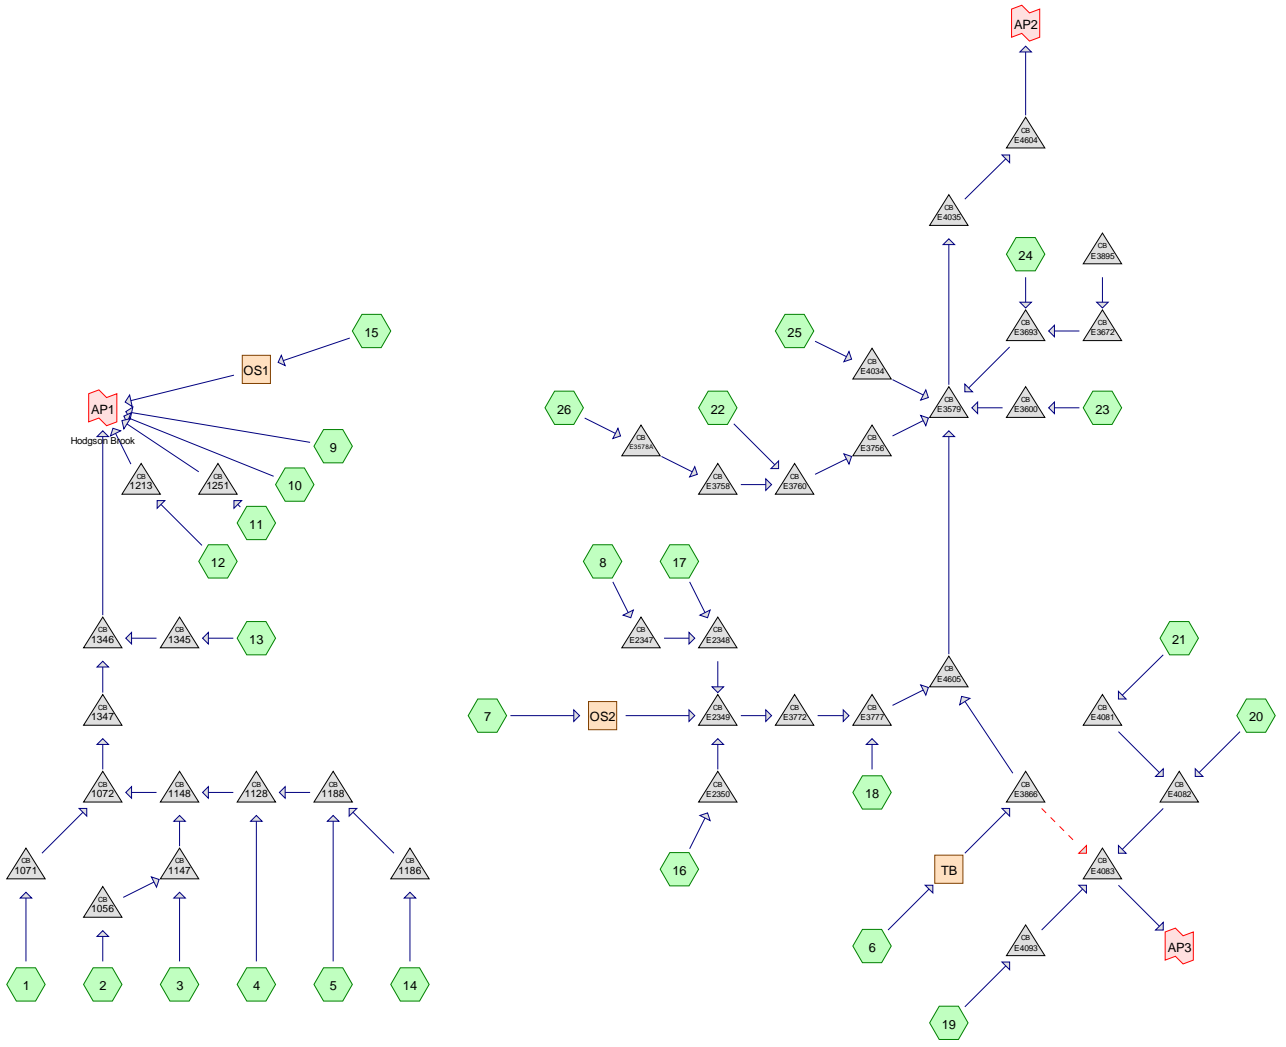 AP2
CB
E4604
CB
E4035
24
CB
E3895
15
25
CB
E3693
CB
E3672
OS1
CB
E4034
AP1
Hodgson Brook
26
22
CB
E3579
CB
E3600
23
9
CB
E3578A
CB
E3756
10
CB
1213
CB
1251
CB
E3758
CB
E3760
11
12
8
17
CB
1346
CB
1345
13
CB
E2347
CB
E2348
21
CB
E4605
CB
1347
7
OS2
CB
E2349
CB
E3772
CB
E3777
CB
E4081
20
CB
1072
CB
1148
CB
1128
CB
1188
CB
E2350
18
CB
E3866
CB
E4082
CB
1071
CB
1147
CB
1186
16
TB
CB
E4083
CB
1056
6
CB
E4093
AP3
1
2
3
4
5
14
19